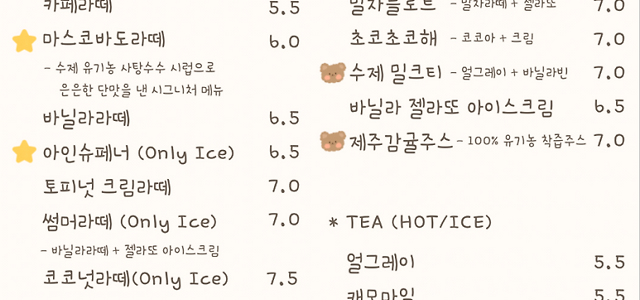 카페라떼 5.5
마스코바도라떼 6.0
- 수제 유기농 사탕수수 시럽으로
은은한 단맛을 낸 시그니처 메뉴
바닐라라떼 6.5
아인슈페너 (Only Ice) 6.5
토피넛 크림라떼 7.0
썸머라떼 (Only Ice) 7.0
- 바닐라라떼 + 젤라또 아이스크림
코코넛라떼(Only Ice) 7.5
말차플로트 - 말차라떼 + 젤라또 7.0
초코초코해 - 코코아 + 크림 7.0
수제 밀크티 - 얼그레이 + 바닐라빈 7.0
바닐라 젤라또 아이스크림 6.5
제주감귤주스 - 100% 유기농 착즙주스 7.0
* TEA (HOT/ICE)
얼그레이 5.5
캐모마일 5.5